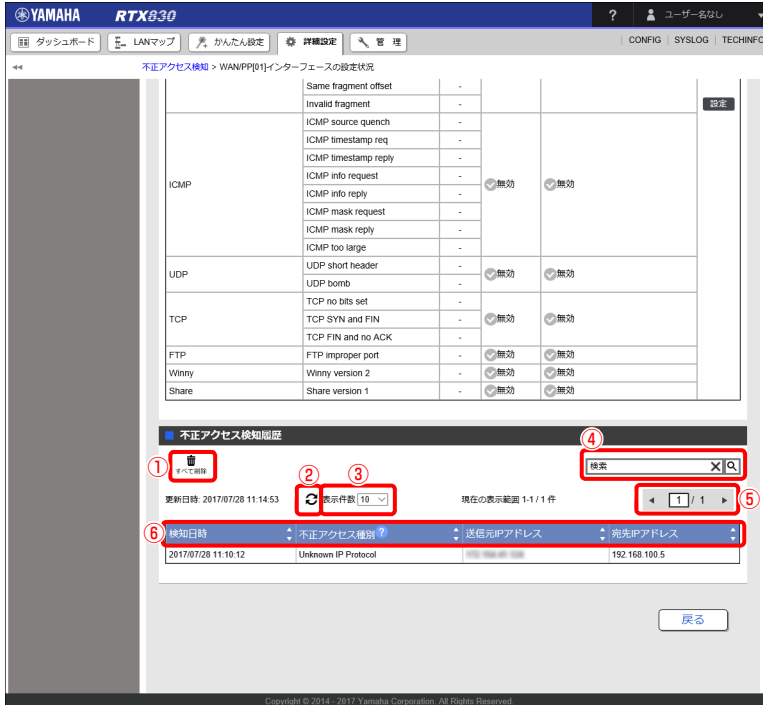 YAMAHA RTX830 ? ユーザー名なし
ダッシュボード LANマップ かんたん設定 詳細設定 管 理 CONFIG SYSLOG TECHINFO
不正アクセス検知 > WAN/PP[01]インターフェースの設定状況
Same fragment offset -
Invalid fragment - 設定
ICMP source quench -
ICMP timestamp req -
ICMP timestamp reply -
ICMP info request -
ICMP 無効 無効
ICMP info reply -
ICMP mask request -
ICMP mask reply -
ICMP too large -
UDP short header -
UDP 無効 無効
UDP bomb -
TCP no bits set -
TCP TCP SYN and FIN - 無効 無効
TCP FIN and no ACK -
FTP FTP improper port - 無効 無効
Winny Winny version 2 - 無効 無効
Share Share version 1 - 無効 無効
不正アクセス検知履歴
④
① すべて削除 検索
② ③
更新日時: 2017/07/28 11:14:53 表示件数 10 現在の表示範囲 1-1 / 1 件 1 / 1 ⑤
⑥ 検知日時 不正アクセス種別 ? 送信元IPアドレス 宛先IPアドレス
2017/07/28 11:10:12 Unknown IP Protocol 192.168.100.5
戻る
Copyright © 2014 - 2017 Yamaha Corporation. All Rights Reserved.